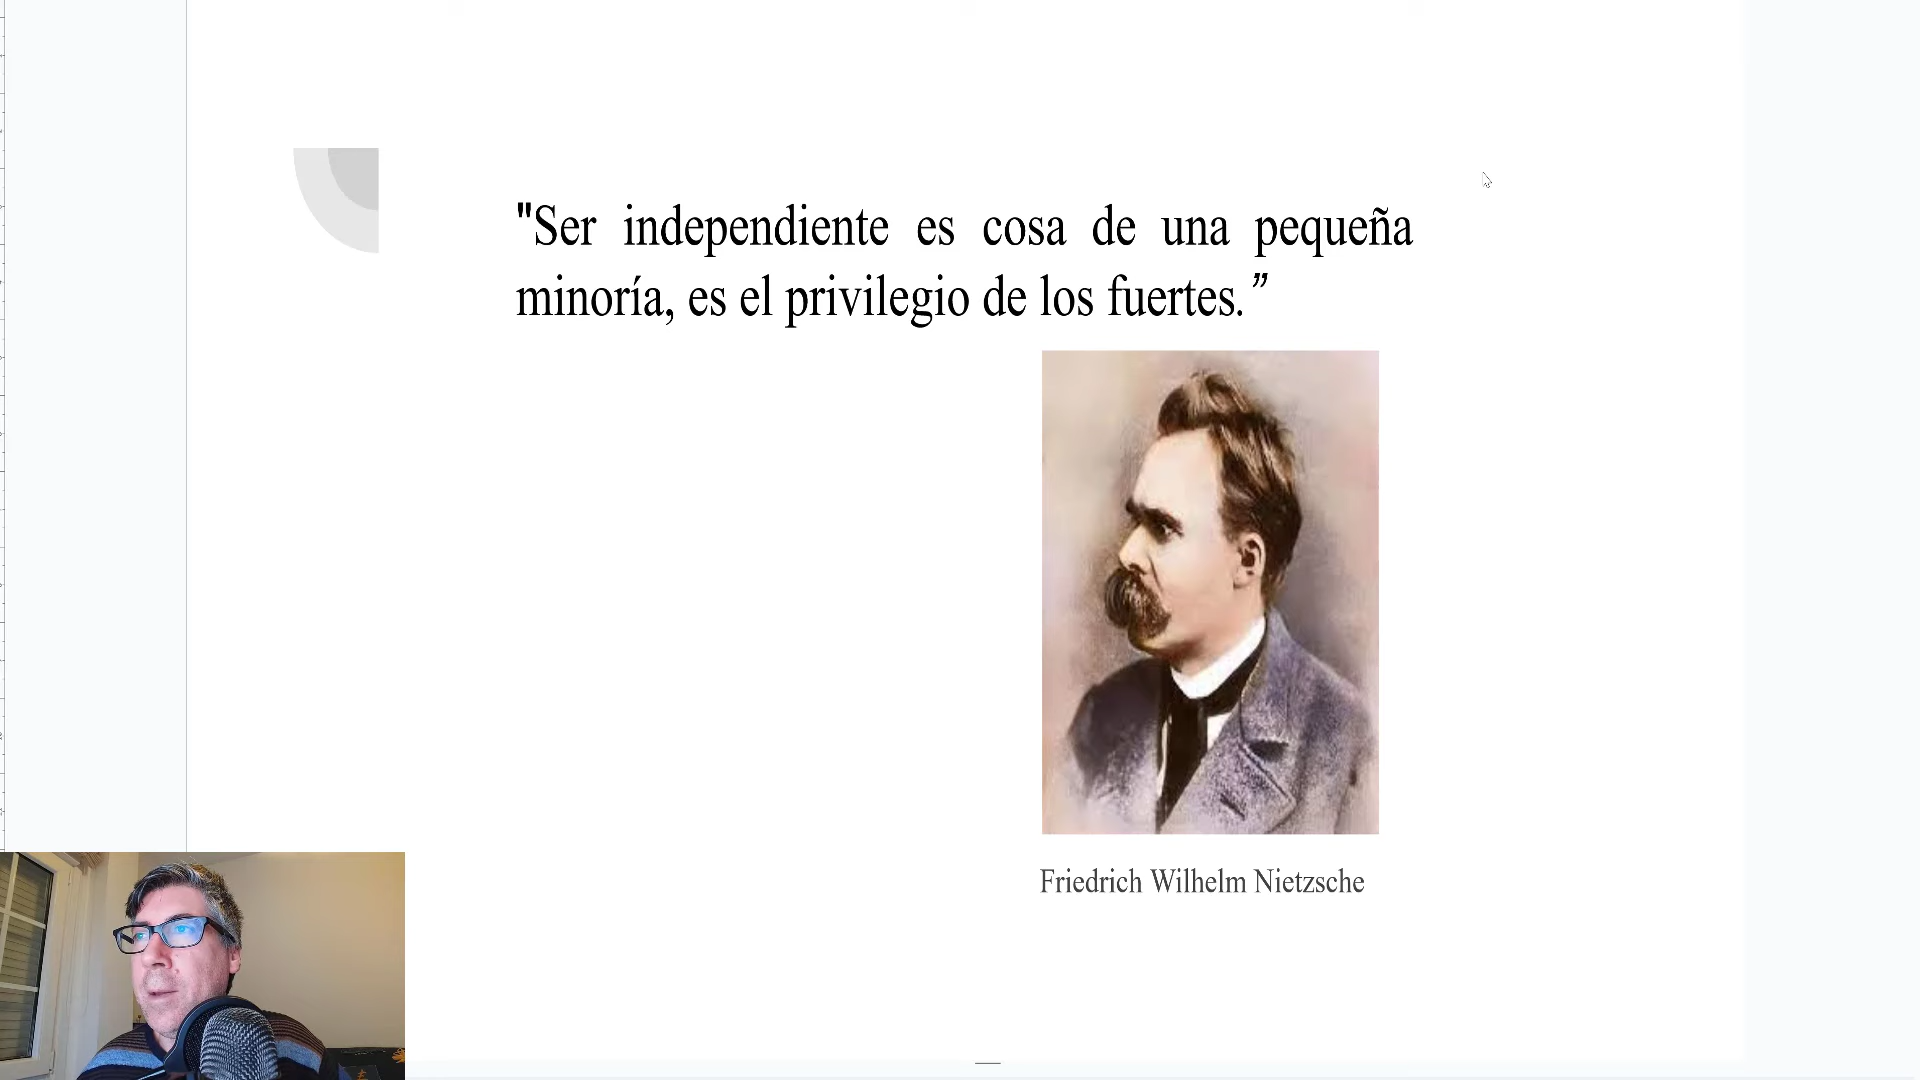 "Ser independiente es cosa de una pequeña
minoría, es el privilegio de los fuertes.”
Friedrich Wilhelm Nietzsche